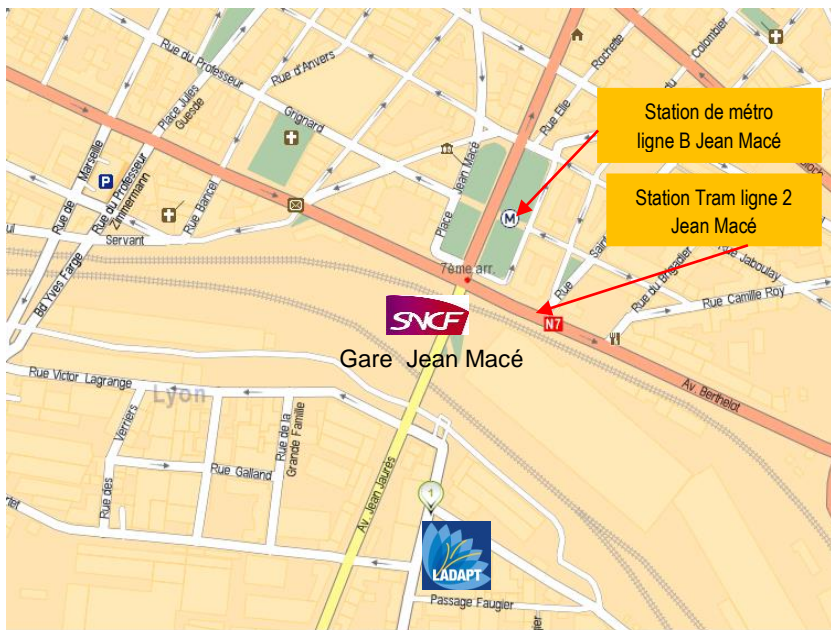 Rue du Professeur
Grignard
Rue d'Anvers
Place Jules
Guesde
Rochette
Rue Elie
Colombier
Station de métro
ligne B Jean Macé
Rue de
Marseille
P
Rue du Professeur
Zimmermann
Rue Bancel
Place
Jean Macé
M
Station Tram ligne 2
Jean Macé
Servant
Bd Yves Farge
7ème arr.
Rue
Rue du Brigadier
Rue Jaboulay
Rue Camille Roy
SNCF
N7
Gare Jean Macé
Av. Berthelot
Rue Victor Lagrange
Lyon
Rue des
Verriers
Rue de la
Grande Famille
Rue Galland
Av. Jean Jaurès
1
LADAPT
Passage Faugier